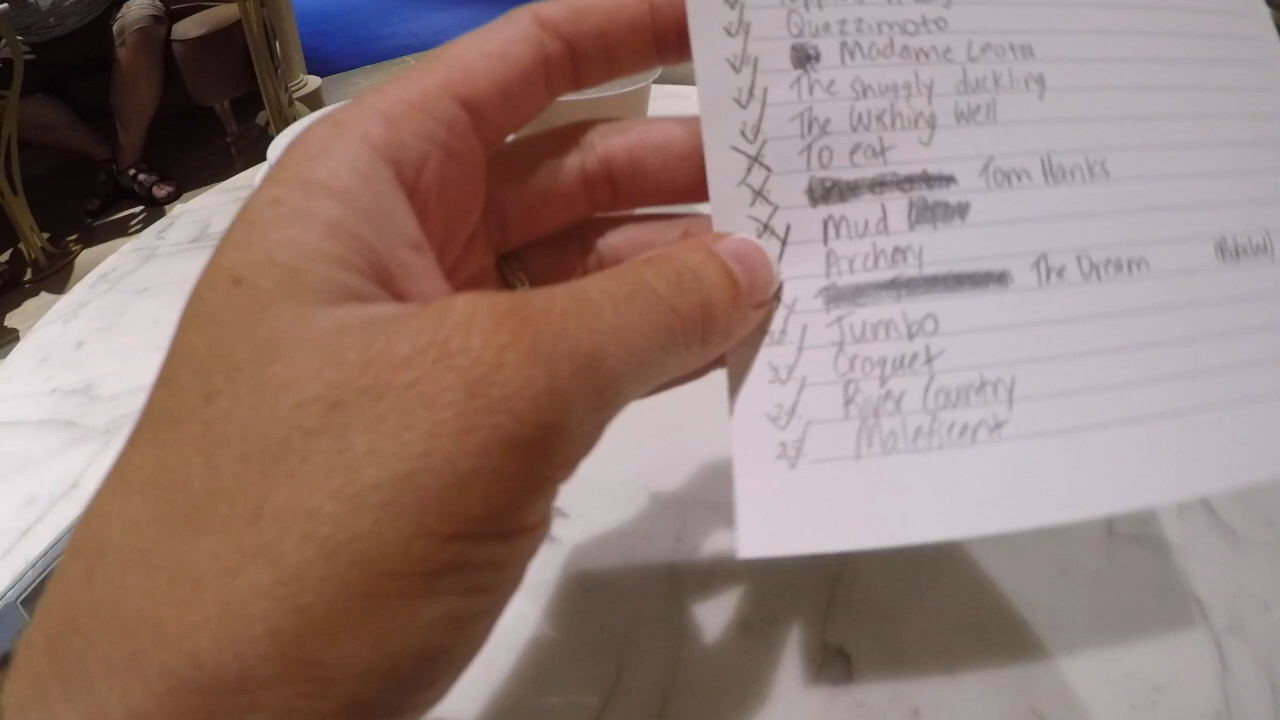 Quazzimoto
Madame Leota
The snuggly duckling
The Wishing Well
To eat
Tom Hanks
Mud
Archery
The Dream
Jumbo
Croquet
River Country
Maleficent